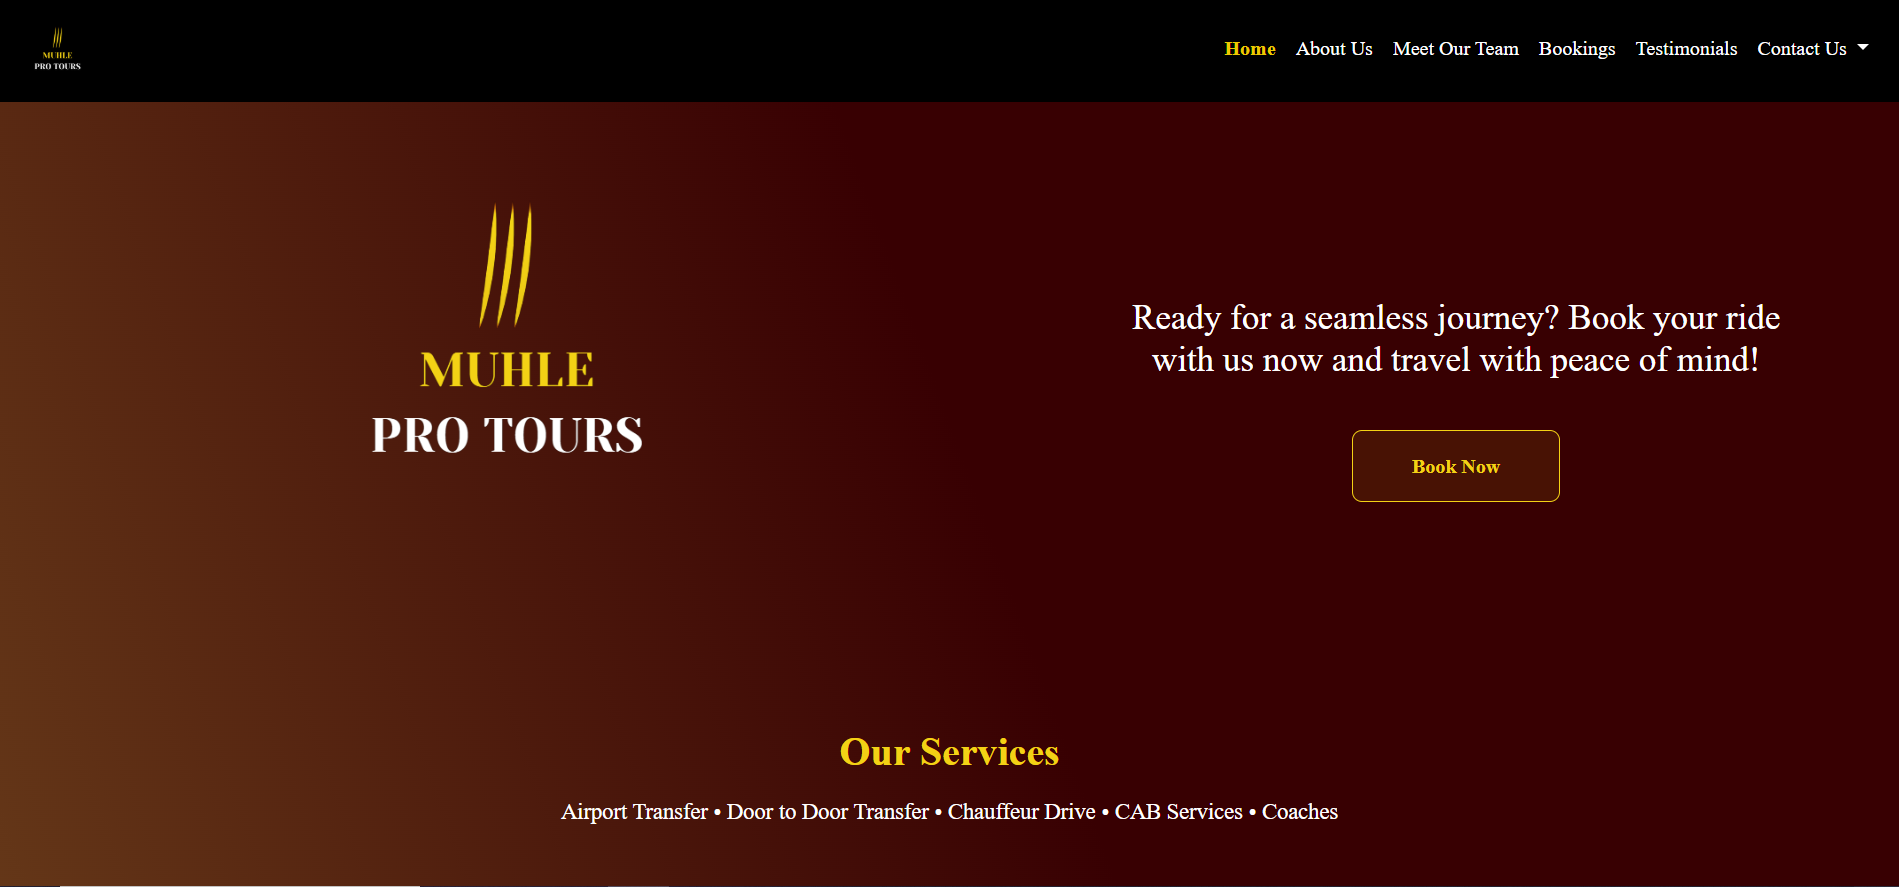 MUHLE
PRO TOURS
Home About Us Meet Our Team Bookings Testimonials Contact Us
MUHLE
PRO TOURS
Ready for a seamless journey? Book your ride
with us now and travel with peace of mind!
Book Now
Our Services
Airport Transfer • Door to Door Transfer • Chauffeur Drive • CAB Services • Coaches